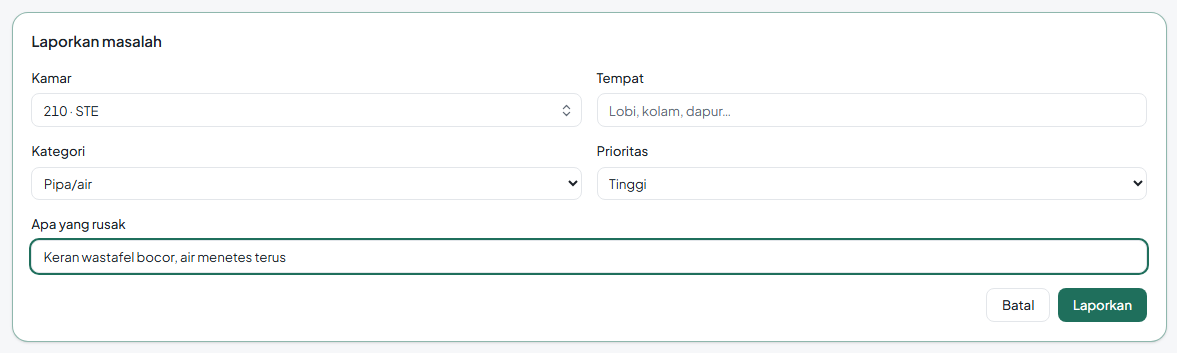 Laporkan masalah
Kamar
Tempat
210 · STE
Lobi, kolam, dapur...
Kategori
Prioritas
Pipa/air
Tinggi
Apa yang rusak
Keran wastafel bocor, air menetes terus
Batal
Laporkan